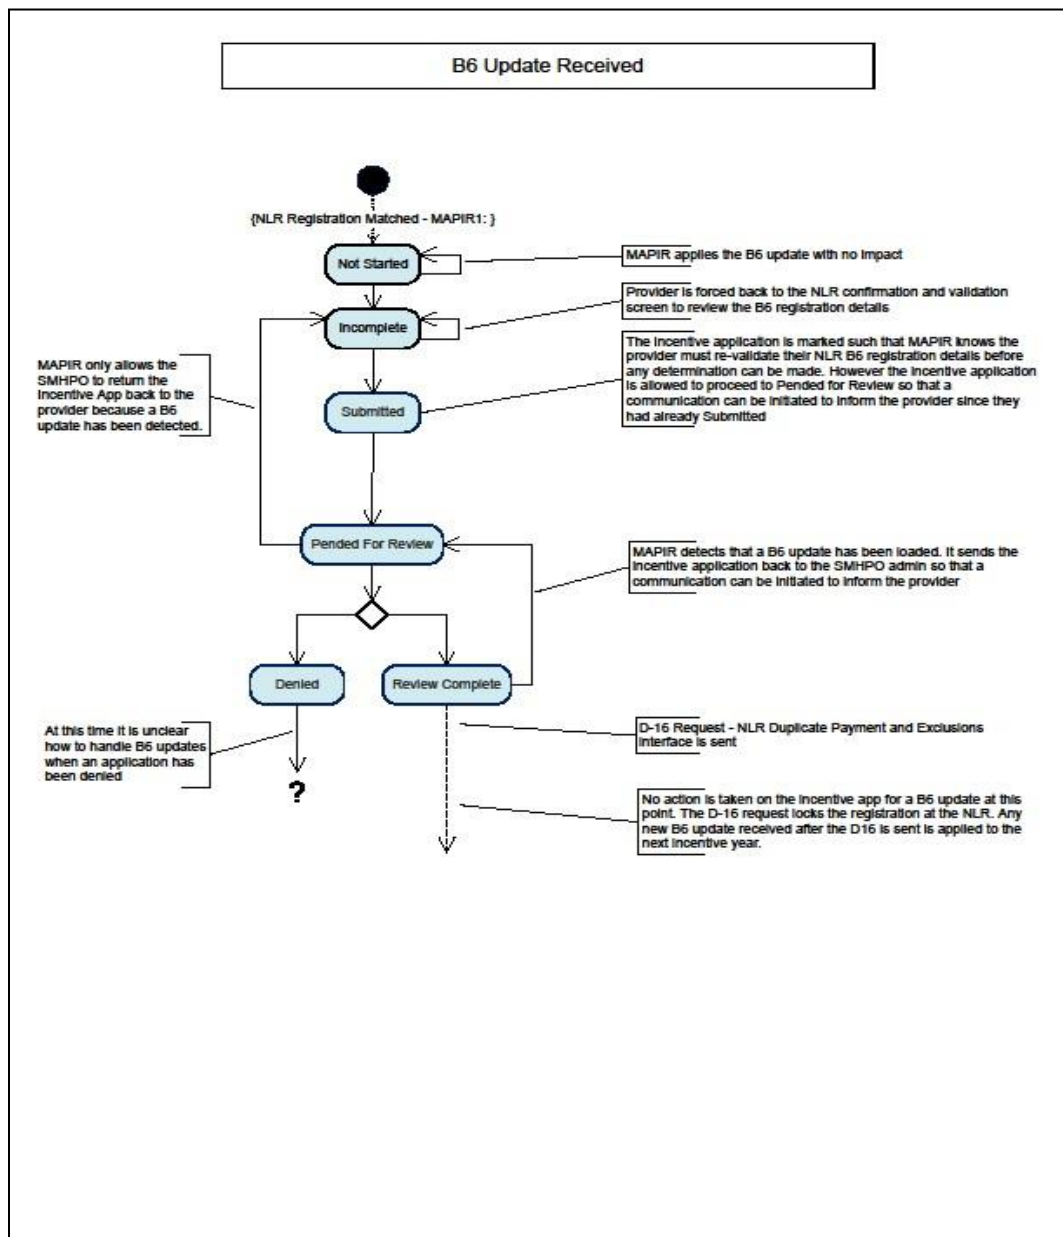 B6 Update Received
{NLR Registration Matched - MAPIR1: }
Not Started
MAPIR applies the B6 update with no impact
Incomplete
Provider is forced back to the NLR confirmation and validation
screen to review the B6 registration details
MAPIR only allows the
SMHPO to return the
Incentive App back to the
provider because a B6
update has been detected.
Submitted
The incentive application is marked such that MAPIR knows the
provider must re-validate their NLR B6 registration details before
any determination can be made. However the incentive application
is allowed to proceed to Pended for Review so that a
communication can be initiated to inform the provider since they
had already Submitted
Pended For Review
MAPIR detects that a B6 update has been loaded. It sends the
incentive application back to the SMHPO admin so that a
communication can be initiated to inform the provider
Denied
Review Complete
At this time it is unclear
how to handle B6 updates
when an application has
been denied
?
D-16 Request - NLR Duplicate Payment and Exclusions
interface is sent
No action is taken on the incentive app for a B6 update at this
point. The D-16 request locks the registration at the NLR. Any
new B6 update received after the D16 is sent is applied to the
next incentive year.